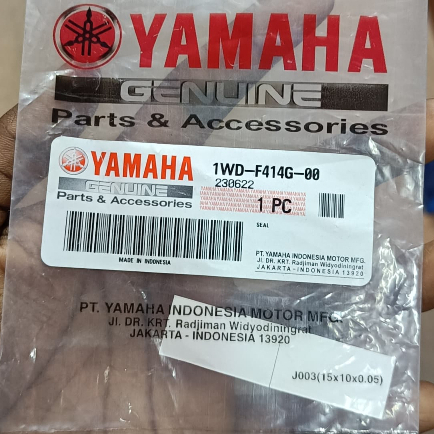 YAMAHA
GENUINE
Parts & Accessories
YAMAHA
GENUINE
Parts & Accessories
1WD-F414G-00
230622
1 PC
SEAL
MADE IN INDONESIA
PT. YAMAHA INDONESIA MOTOR MFG.
JL. DR. KRT. Radjiman Widyodiningrat
JAKARTA - INDONESIA 13920
PT. YAMAHA INDONESIA MOTOR MFG.
Jl. DR. KRT. Radjiman Widyodiningrat
JAKARTA - INDONESIA 13920
J003(15x10x0.05)